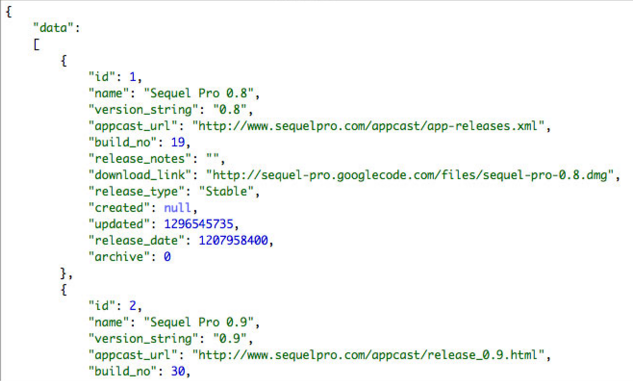 {
"data":
[
{
"id": 1,
"name": "Sequel Pro 0.8",
"version_string": "0.8",
"appcast_url": "http://www.sequelpro.com/appcast/app-releases.xml",
"build_no": 19,
"release_notes": "",
"download_link": "http://sequel-pro.googlecode.com/files/sequel-pro-0.8.dmg",
"release_type": "Stable",
"created": null,
"updated": 1296545735,
"release_date": 1207958400,
"archive": 0
},
{
"id": 2,
"name": "Sequel Pro 0.9",
"version_string": "0.9",
"appcast_url": "http://www.sequelpro.com/appcast/release_0.9.html",
"build_no": 30,